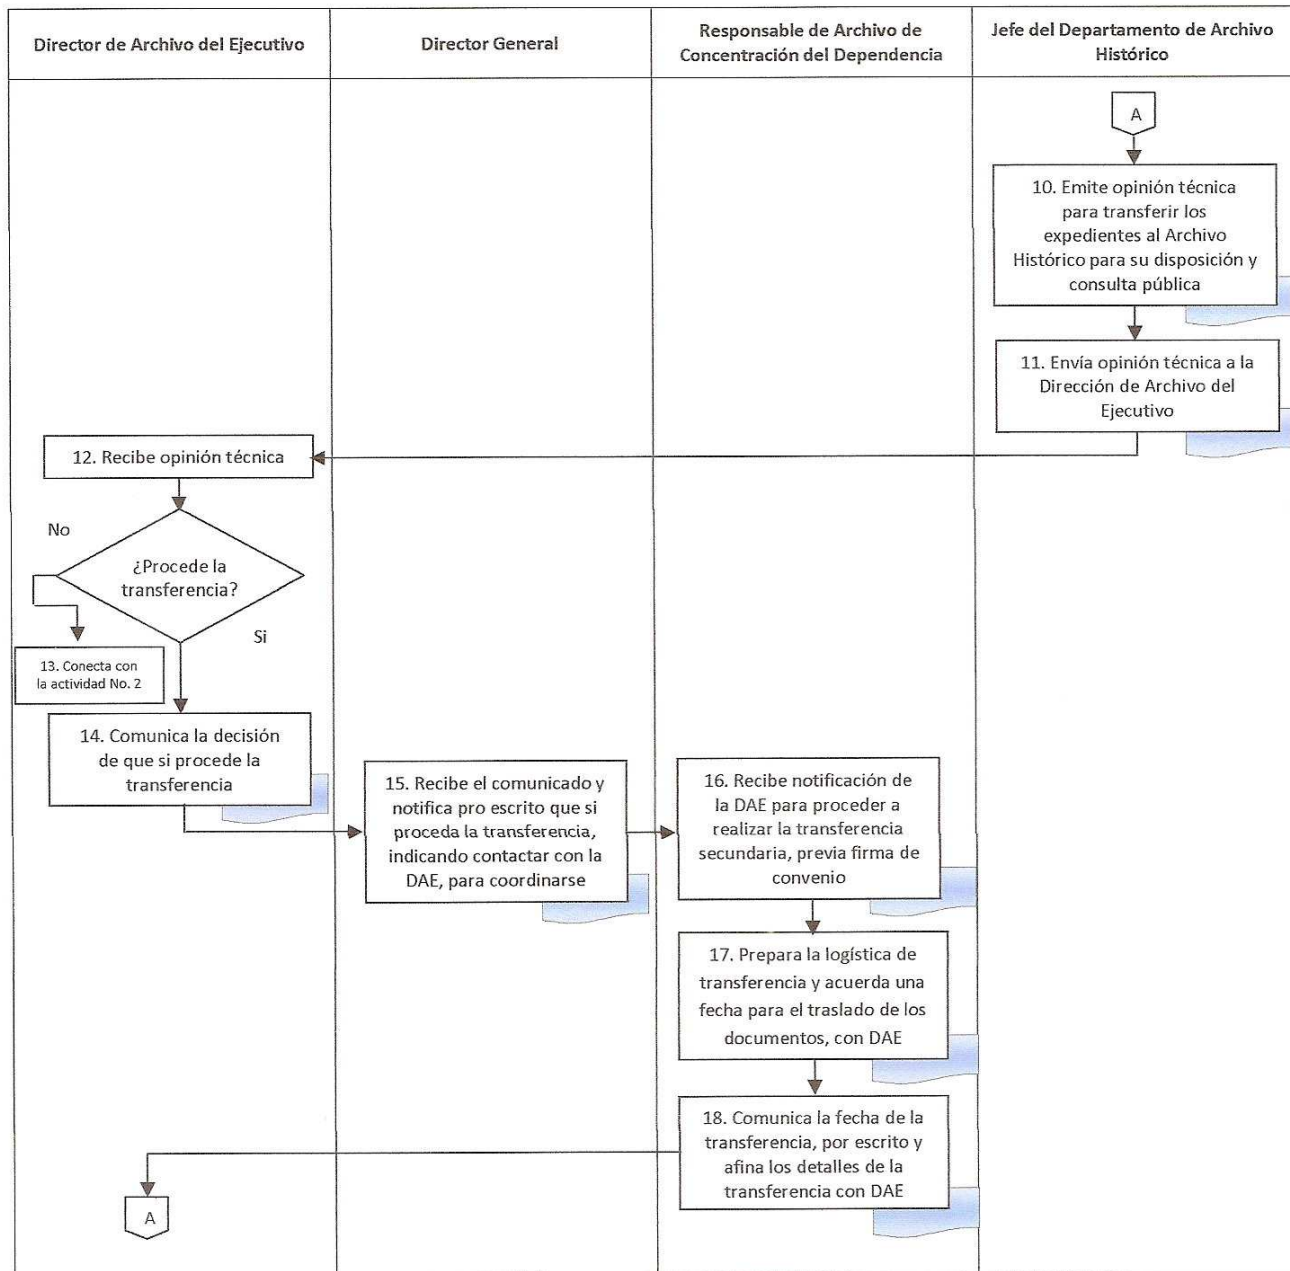 Director de Archivo del Ejecutivo
Director General
Responsable de Archivo de
Concentración del Dependencia
Jefe del Departamento de Archivo
Histórico
A
10. Emite opinión técnica
para transferir los
expedientes al Archivo
Histórico para su disposición y
consulta pública
11. Envía opinión técnica a la
Dirección de Archivo del
Ejecutivo
12. Recibe opinión técnica
No
¿Procede la
transferencia?
Si
13. Conecta con
la actividad No. 2
14. Comunica la decisión
de que si procede la
transferencia
15. Recibe el comunicado y
notifica pro escrito que si
proceda la transferencia,
indicando contactar con la
DAE, para coordinarse
16. Recibe notificación de
la DAE para proceder a
realizar la transferencia
secundaria, previa firma de
convenio
17. Prepara la logística de
transferencia y acuerda una
fecha para el traslado de los
documentos, con DAE
18. Comunica la fecha de la
transferencia, por escrito y
afina los detalles de la
transferencia con DAE
A